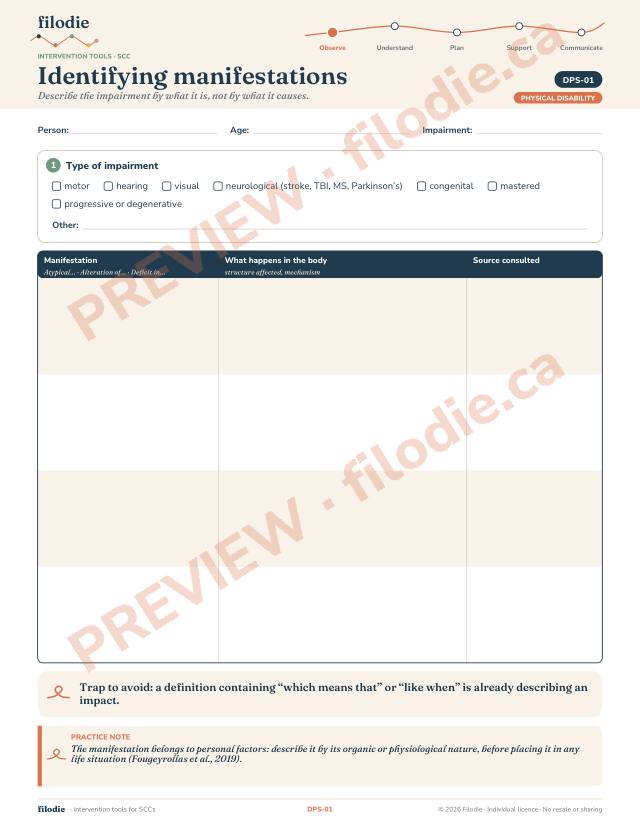 filodie
INTERVENTION TOOLS · SCC
Observe Understand Plan Support Communicate
Identifying manifestations
Describe the impairment by what it is, not by what it causes.
DPS-01
PHYSICAL DISABILITY
Person: Age: Impairment:
1 Type of impairment
motor hearing visual neurological (stroke, TBI, MS, Parkinson's) congenital mastered
progressive or degenerative
Other:
Manifestation What happens in the body Source consulted
Atypical... · Alteration of... · Deficit in... structure affected, mechanism
PREVIEW · filodie.ca
PREVIEW · filodie.ca
Trap to avoid: a definition containing “which means that” or “like when” is already describing an
impact.
PRACTICE NOTE
The manifestation belongs to personal factors: describe it by its organic or physiological nature, before placing it in any
life situation (Fougeyrollas et al., 2019).
filodie · intervention tools for SCCs DPS-01 © 2026 Filodie · Individual licence · No resale or sharing